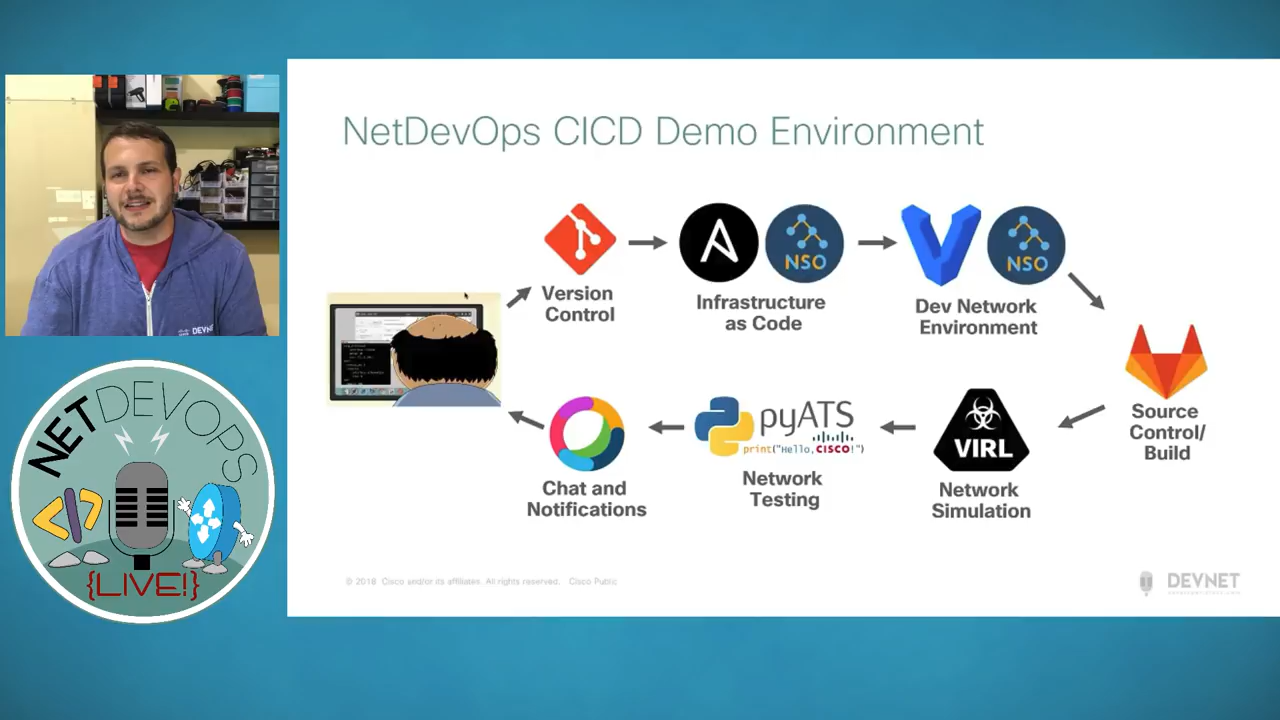 NetDevOps CICD Demo Environment
NSO
NSO
Version
Control
Infrastructure
as Code
Dev Network
Environment
Source
Control/
Build
VIRL
Network
Simulation
pyATS
print("Hello, CISCO!")
Network
Testing
Chat and
Notifications
DEVNET
NETDEVOPS
{LIVE!}
© 2018 Cisco and/or its affiliates. All rights reserved. Cisco Public
DEVNET